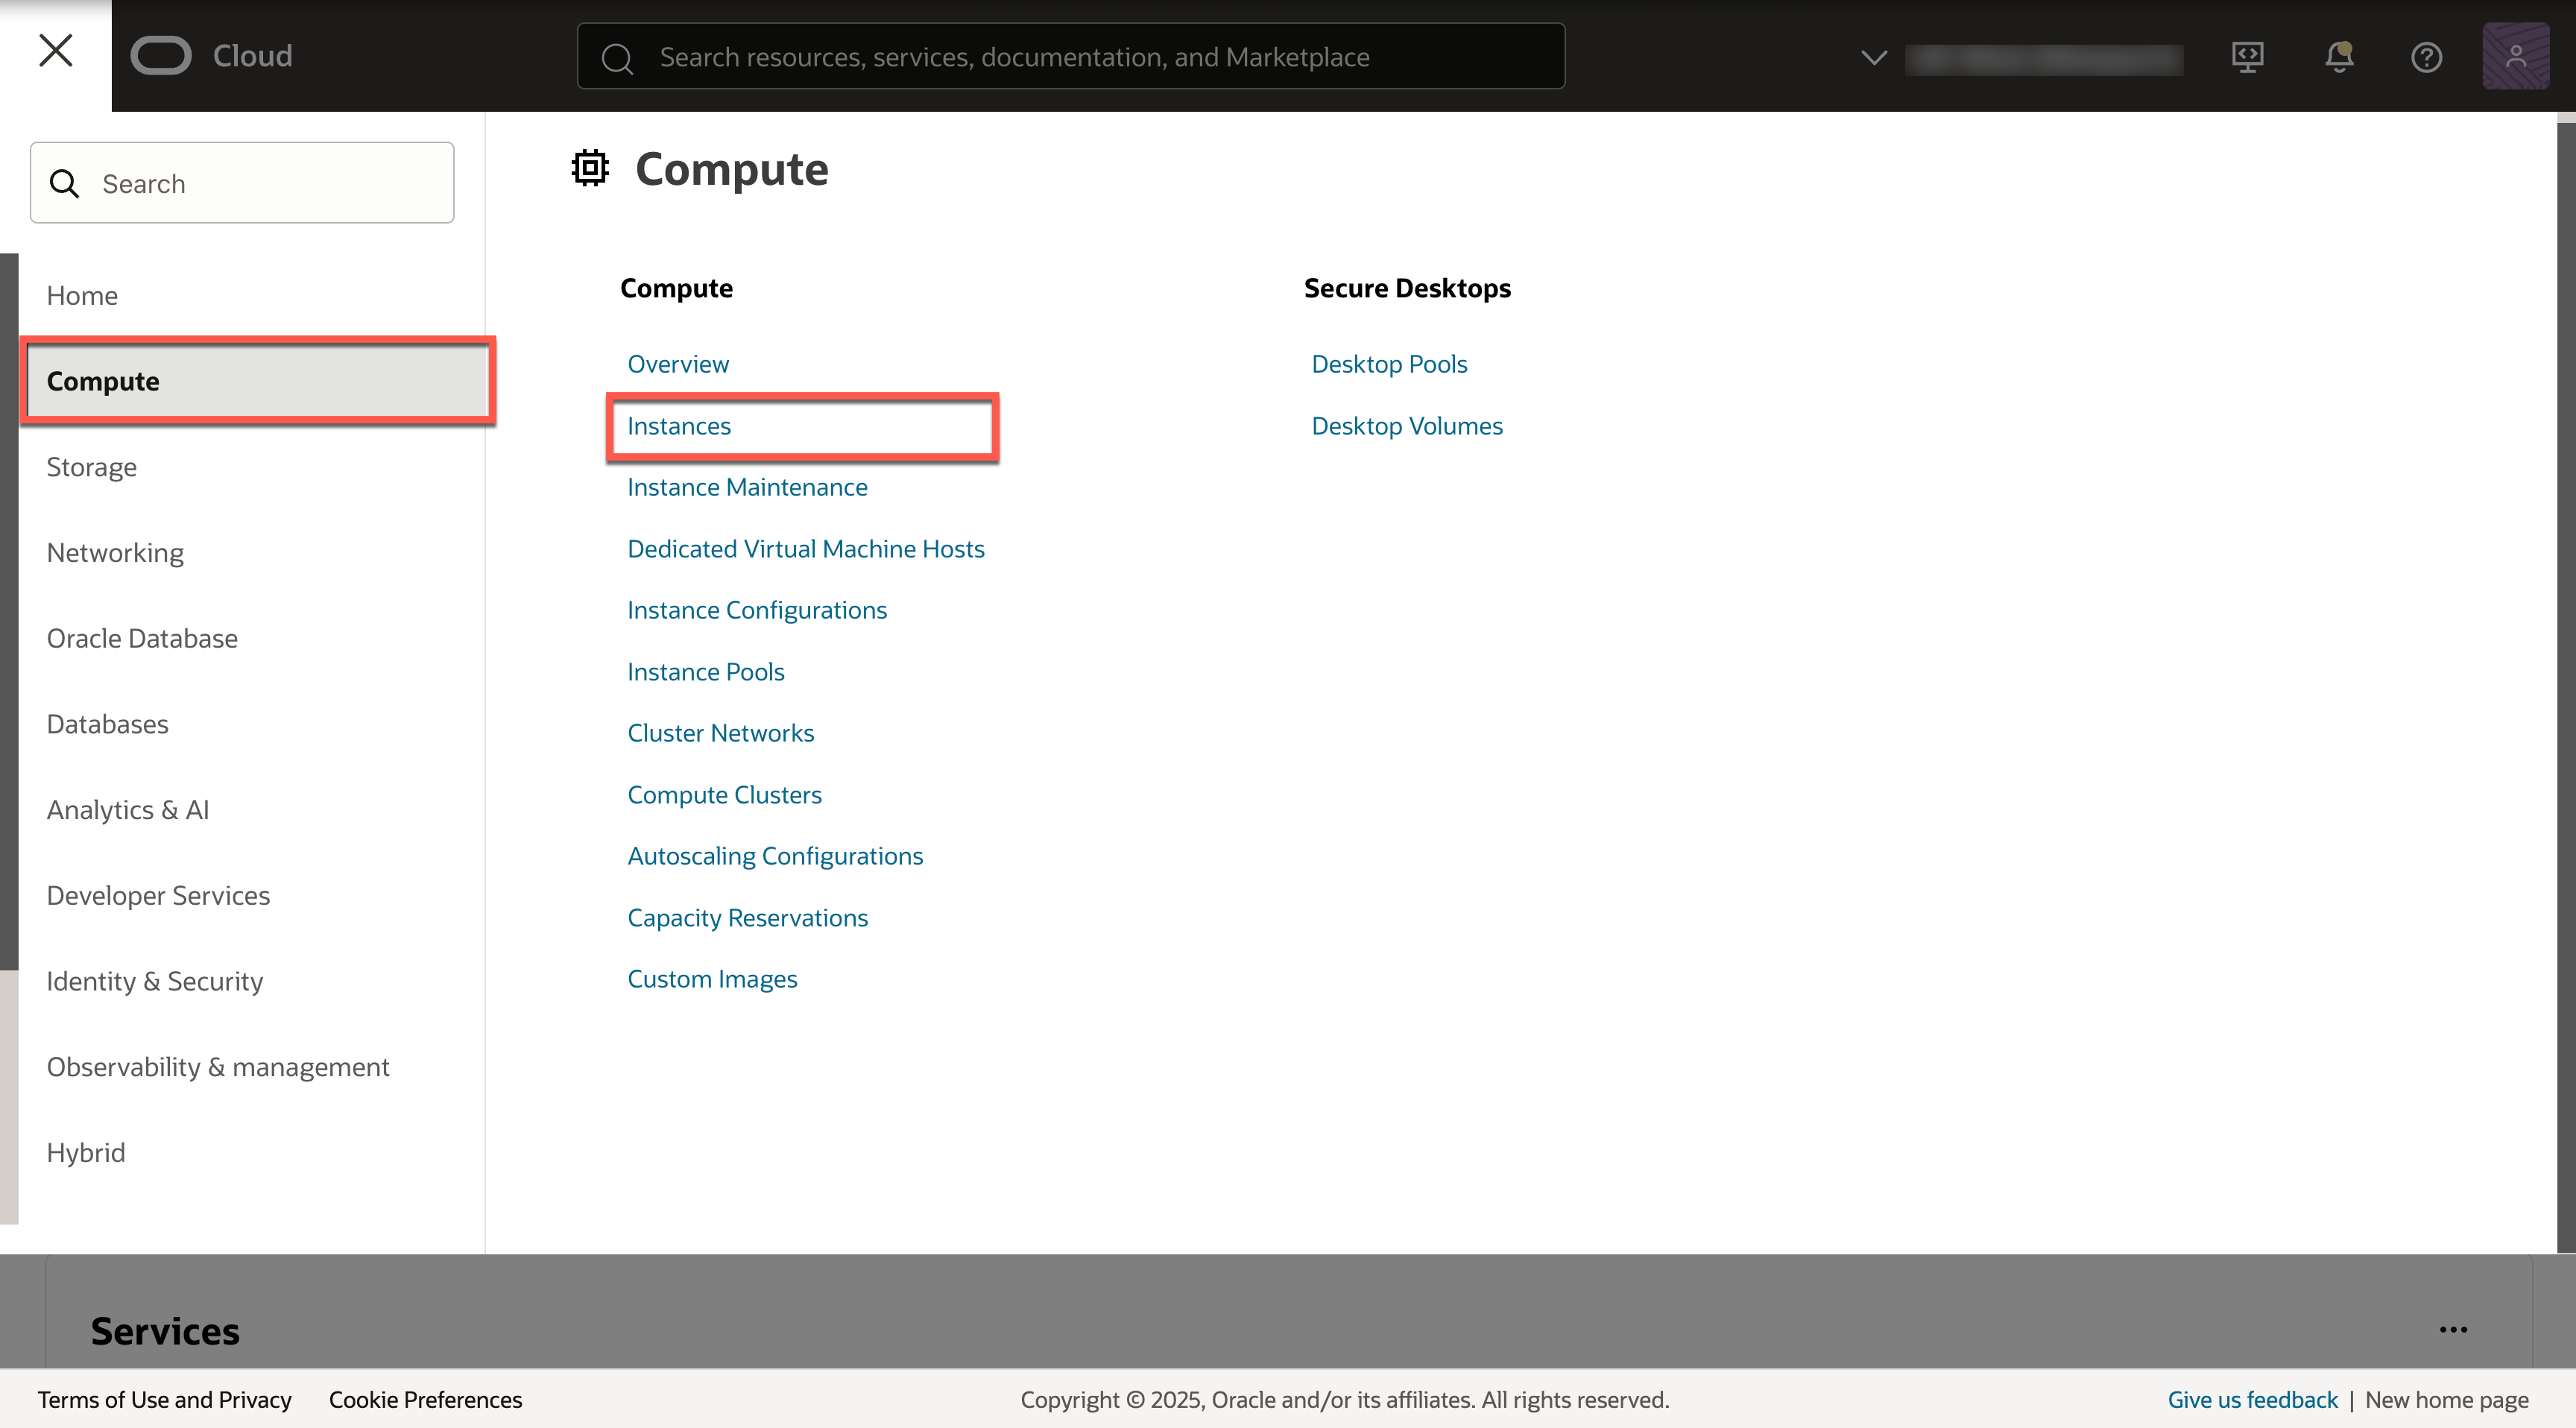 Cloud
Search resources, services, documentation, and Marketplace
Search
Home
Compute
Storage
Networking
Oracle Database
Databases
Analytics & AI
Developer Services
Identity & Security
Observability & management
Hybrid
Compute
Compute
Overview
Instances
Instance Maintenance
Dedicated Virtual Machine Hosts
Instance Configurations
Instance Pools
Cluster Networks
Compute Clusters
Autoscaling Configurations
Capacity Reservations
Custom Images
Secure Desktops
Desktop Pools
Desktop Volumes
Services
Terms of Use and Privacy Cookie Preferences Copyright © 2025, Oracle and/or its affiliates. All rights reserved. Give us feedback | New home page